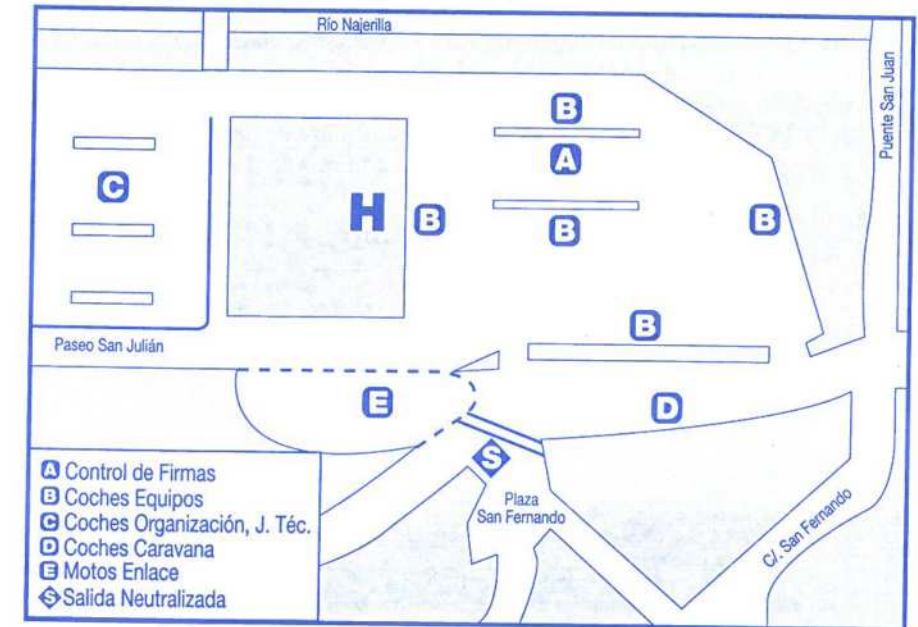 Río Najerilla
Puente San Juan
B
A
B
C
H
B
B
B
Paseo San Julián
E
D
S
Plaza
San Fernando
C/. San Fernando
A Control de Firmas
B Coches Equipos
C Coches Organización, J. Téc.
D Coches Caravana
E Motos Enlace
S Salida Neutralizada